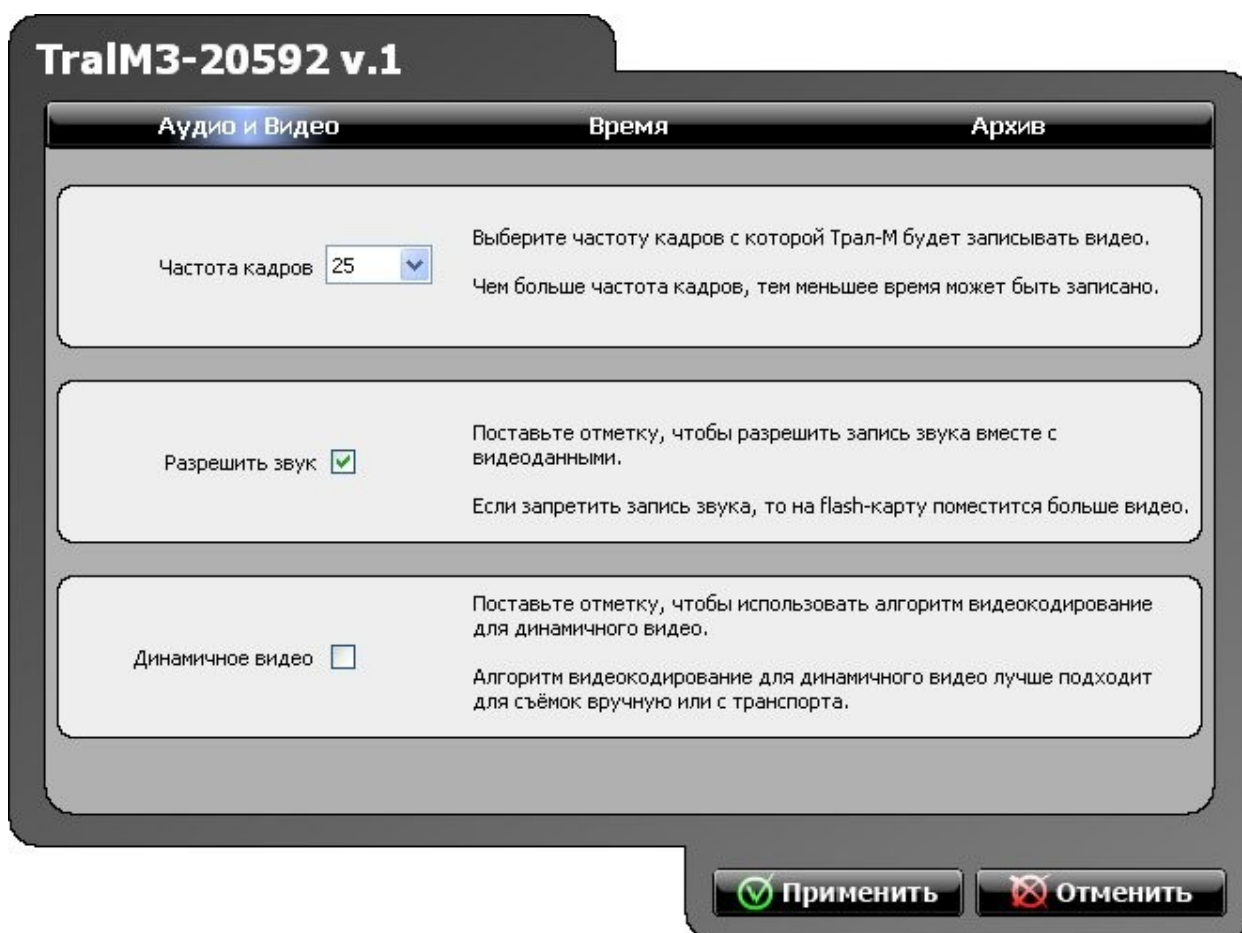 TralM3-20592 v.1
Аудио и Видео
Время
Архив
Частота кадров 25
Выберите частоту кадров с которой Трал-М будет записывать видео.
Чем больше частота кадров, тем меньшее время может быть записано.
Разрешить звук
Поставьте отметку, чтобы разрешить запись звука вместе с
видеоданными.
Если запретить запись звука, то на flash-карту поместится больше видео.
Динамичное видео
Поставьте отметку, чтобы использовать алгоритм видеокодирование
для динамичного видео.
Алгоритм видеокодирование для динамичного видео лучше подходит
для съёмок вручную или с транспорта.
Применить
Отменить